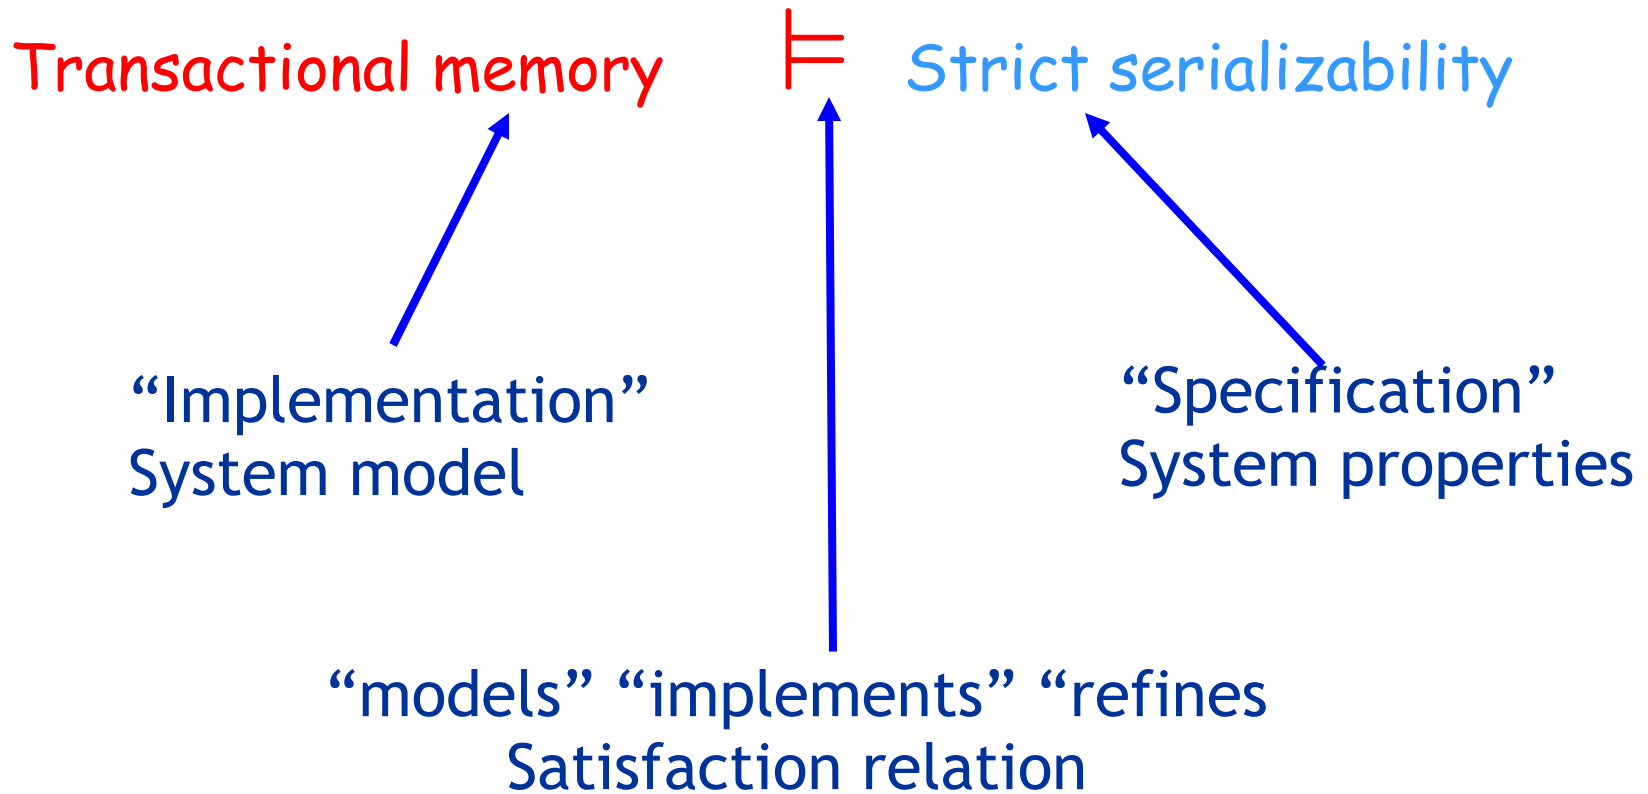 Transactional memory ⊨ Strict serializability
“Implementation”
System model
“Specification”
System properties
“models” “implements” “refines
Satisfaction relation